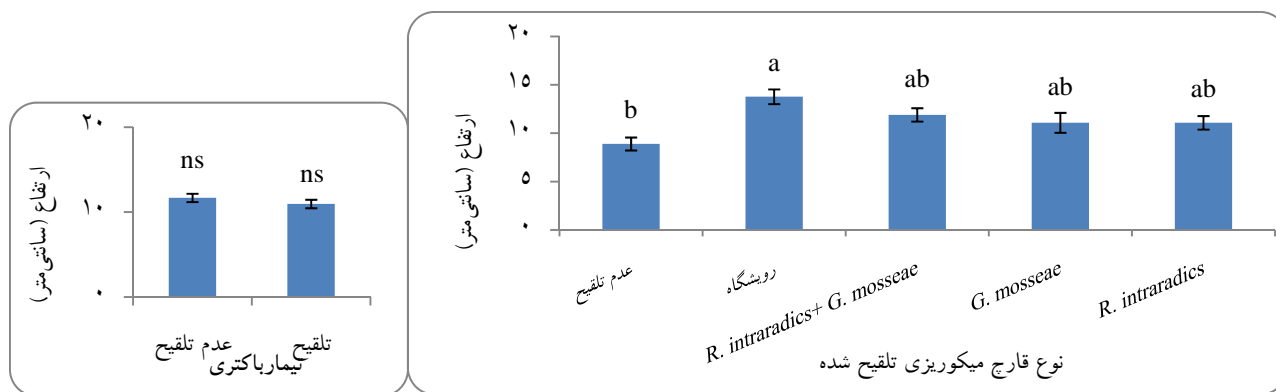 ۲۰
۱۰
۰
ارتفاع (سانتی‌متر)
ns
ns
عدم تلقیح
تلقیح
تیمارباکتری
۲۰
۱۵
۱۰
۵
۰
ارتفاع (سانتی‌متر)
b
a
ab
ab
ab
عدم تلقیح
رویشگاه
R. intraradics+ G. mosseae
G. mosseae
R. intraradics
نوع قارچ میکوریزی تلقیح شده